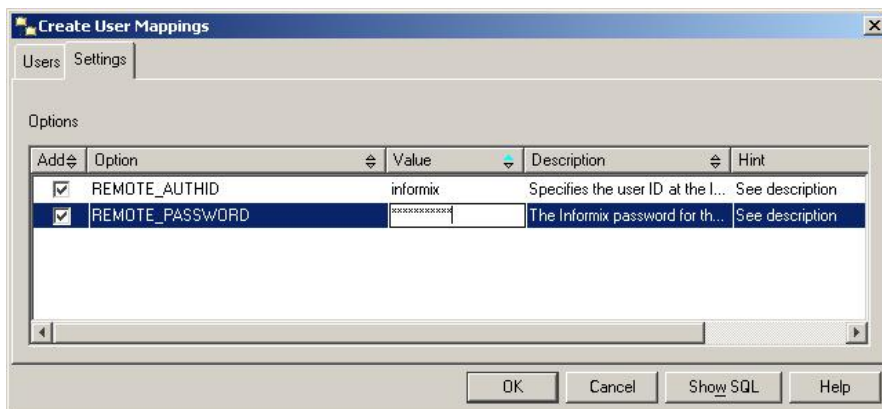 Create User Mappings
Users Settings
Options
Add Option Value Description Hint
REMOTE_AUTHID informix Specifies the user ID at the I... See description
REMOTE_PASSWORD *********** The Informix password for th... See description
OK Cancel Show SQL Help